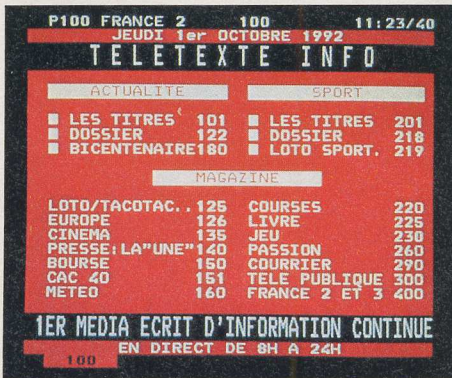 P100 FRANCE 2 100 11:23/40
JEUDI 1er OCTOBRE 1992
TELETEXTE INFO
ACTUALITE
LES TITRES 101
DOSSIER 122
BICENTENAIRE180
SPORT
LES TITRES 201
DOSSIER 218
LOTO SPORT. 219
MAGAZINE
LOTO/TACOTAC..125
EUROPE 126
CINEMA 135
PRESSE:LA"UNE"140
BOURSE 150
CAC 40 151
METEO 160
COURSES 220
LIVRE 225
JEU 230
PASSION 260
COURRIER 290
TELE PUBLIQUE 300
FRANCE 2 ET 3 400
1ER MEDIA ECRIT D'INFORMATION CONTINUE
EN DIRECT DE 8H A 24H
100